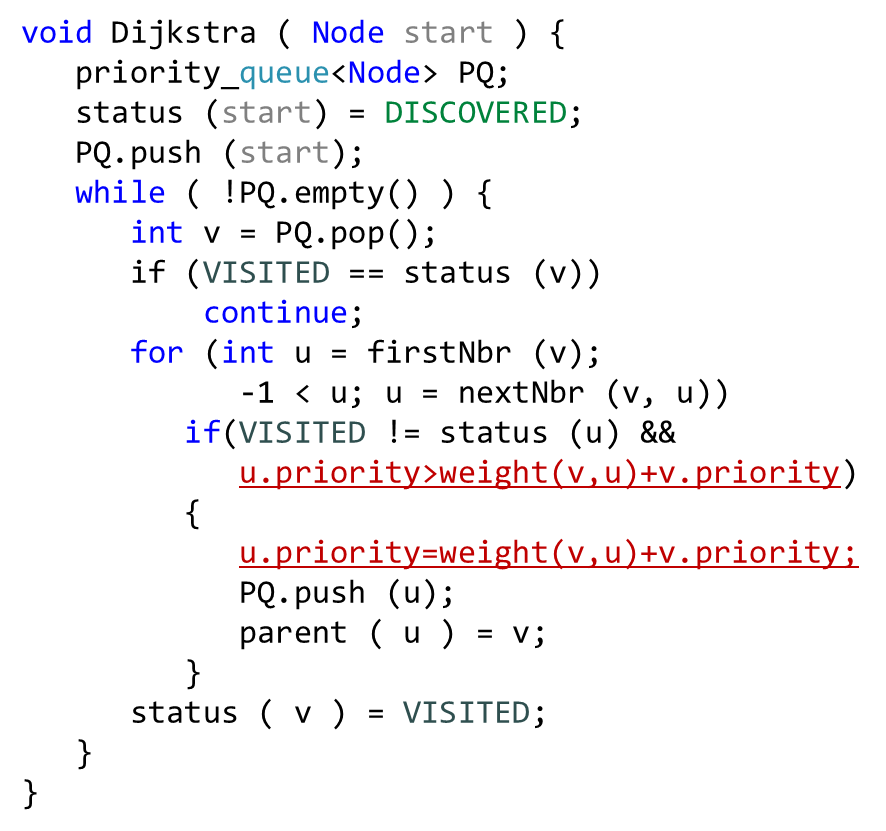 void Dijkstra ( Node start ) {
priority_queue<Node> PQ;
status (start) = DISCOVERED;
PQ.push (start);
while ( !PQ.empty() ) {
int v = PQ.pop();
if (VISITED == status (v))
continue;
for (int u = firstNbr (v);
-1 < u; u = nextNbr (v, u))
if(VISITED != status (u) &&
u.priority>weight(v,u)+v.priority)
{
u.priority=weight(v,u)+v.priority;
PQ.push (u);
parent ( u ) = v;
}
status ( v ) = VISITED;
}
}